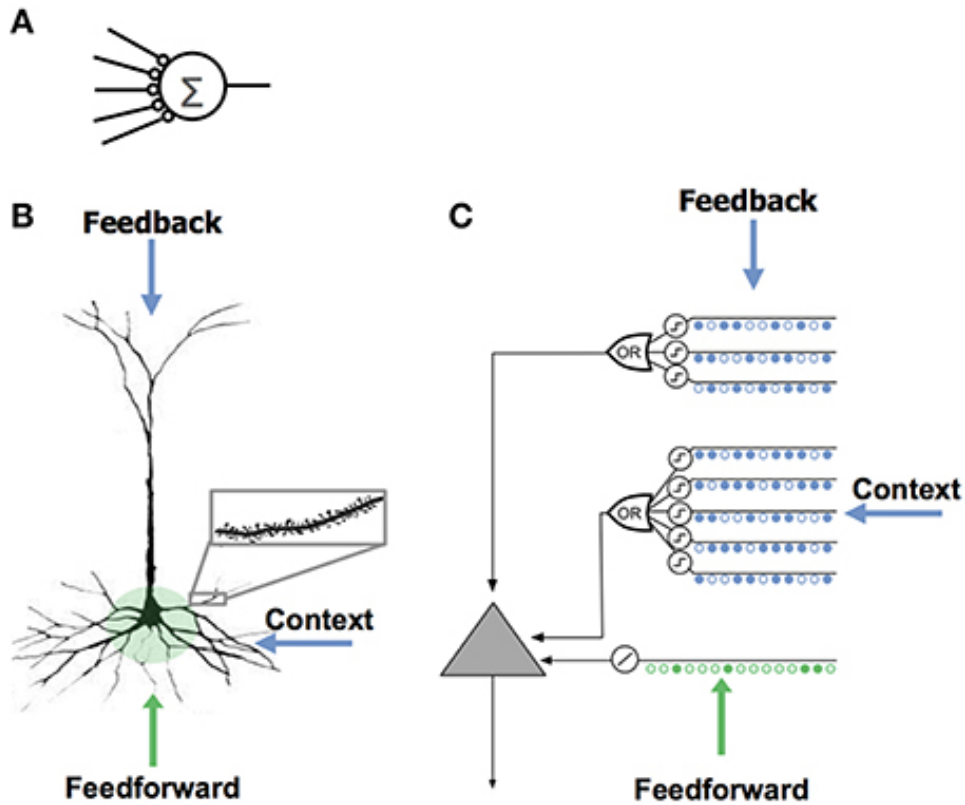 A
Σ
B
Feedback
Context
Feedforward
C
Feedback
OR
OR
Context
Feedforward